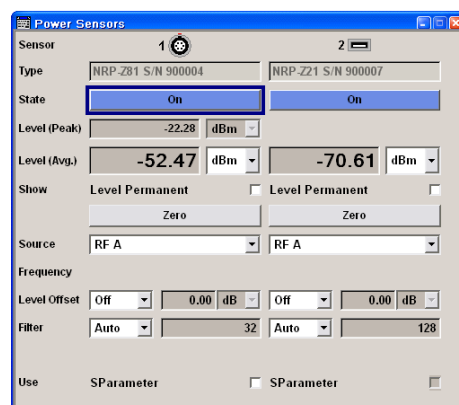 Power Sensors
Sensor 1 2
Type NRP-Z81 S/N 900004 NRP-Z21 S/N 900007
State On On
Level (Peak) -22.28 dBm
Level (Avg.) -52.47 dBm -70.61 dBm
Show Level Permanent Level Permanent
Zero Zero
Source RF A RF A
Frequency
Level Offset Off 0.00 dB Off 0.00 dB
Filter Auto 32 Auto 128
Use SParameter SParameter